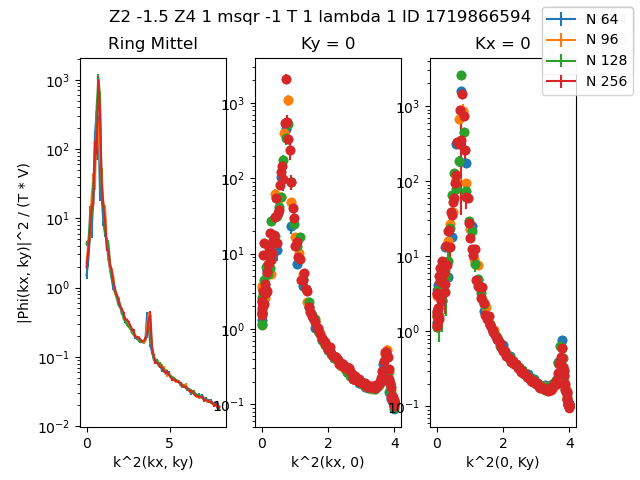 Z2 -1.5 Z4 1 msqr -1 T 1 lambda 1 ID 1719866594
N 64
N 96
N 128
N 256
Ring Mittel
Ky = 0
Kx = 0
|Phi(kx, ky)|^2 / (T * V)
10^3
10^2
10^1
10^0
10^-1
10^-2
0 5
k^2(kx, ky)
10^3
10^2
10^1
10^0
10^-1
0 2 4
k^2(kx, 0)
10^3
10^2
10^1
10^0
10^-1
0 2 4
k^2(0, Ky)